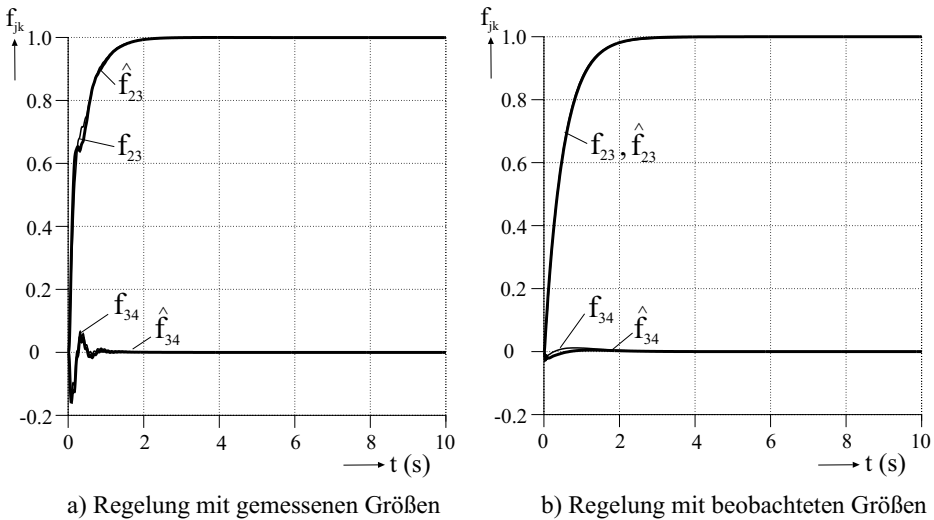 f_jk
1.0
0.8
0.6
0.4
0.2
0
-0.2
0 2 4 6 8 10
t (s)
f̂_23
f_23
f_34
f̂_34
a) Regelung mit gemessenen Größen
f_jk
1.0
0.8
0.6
0.4
0.2
0
-0.2
0 2 4 6 8 10
t (s)
f_23, f̂_23
f_34
f̂_34
b) Regelung mit beobachteten Größen